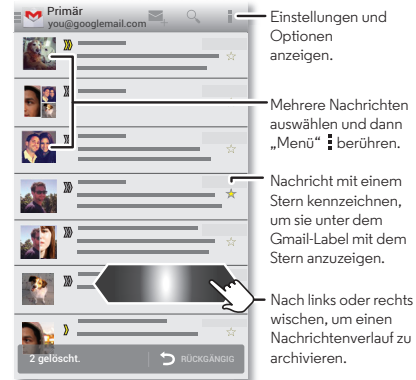 Primär
you@googlemail.com
Einstellungen und
Optionen
anzeigen.
Mehrere Nachrichten
auswählen und dann
„Menü“ berühren.
Nachricht mit einem
Stern kennzeichnen,
um sie unter dem
Gmail-Label mit dem
Stern anzuzeigen.
Nach links oder rechts
wischen, um einen
Nachrichtenverlauf zu
archivieren.
2 gelöscht.
RÜCKGÄNGIG